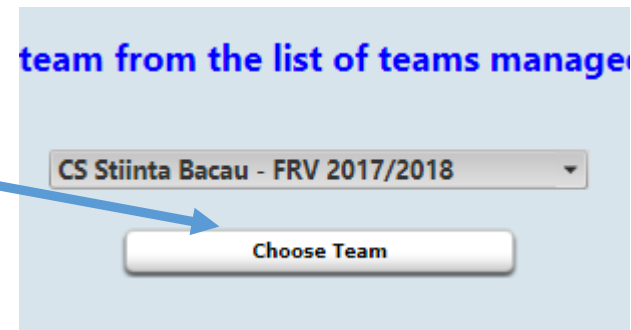 team from the list of teams manage
CS Stiinta Bacau - FRV 2017/2018
Choose Team